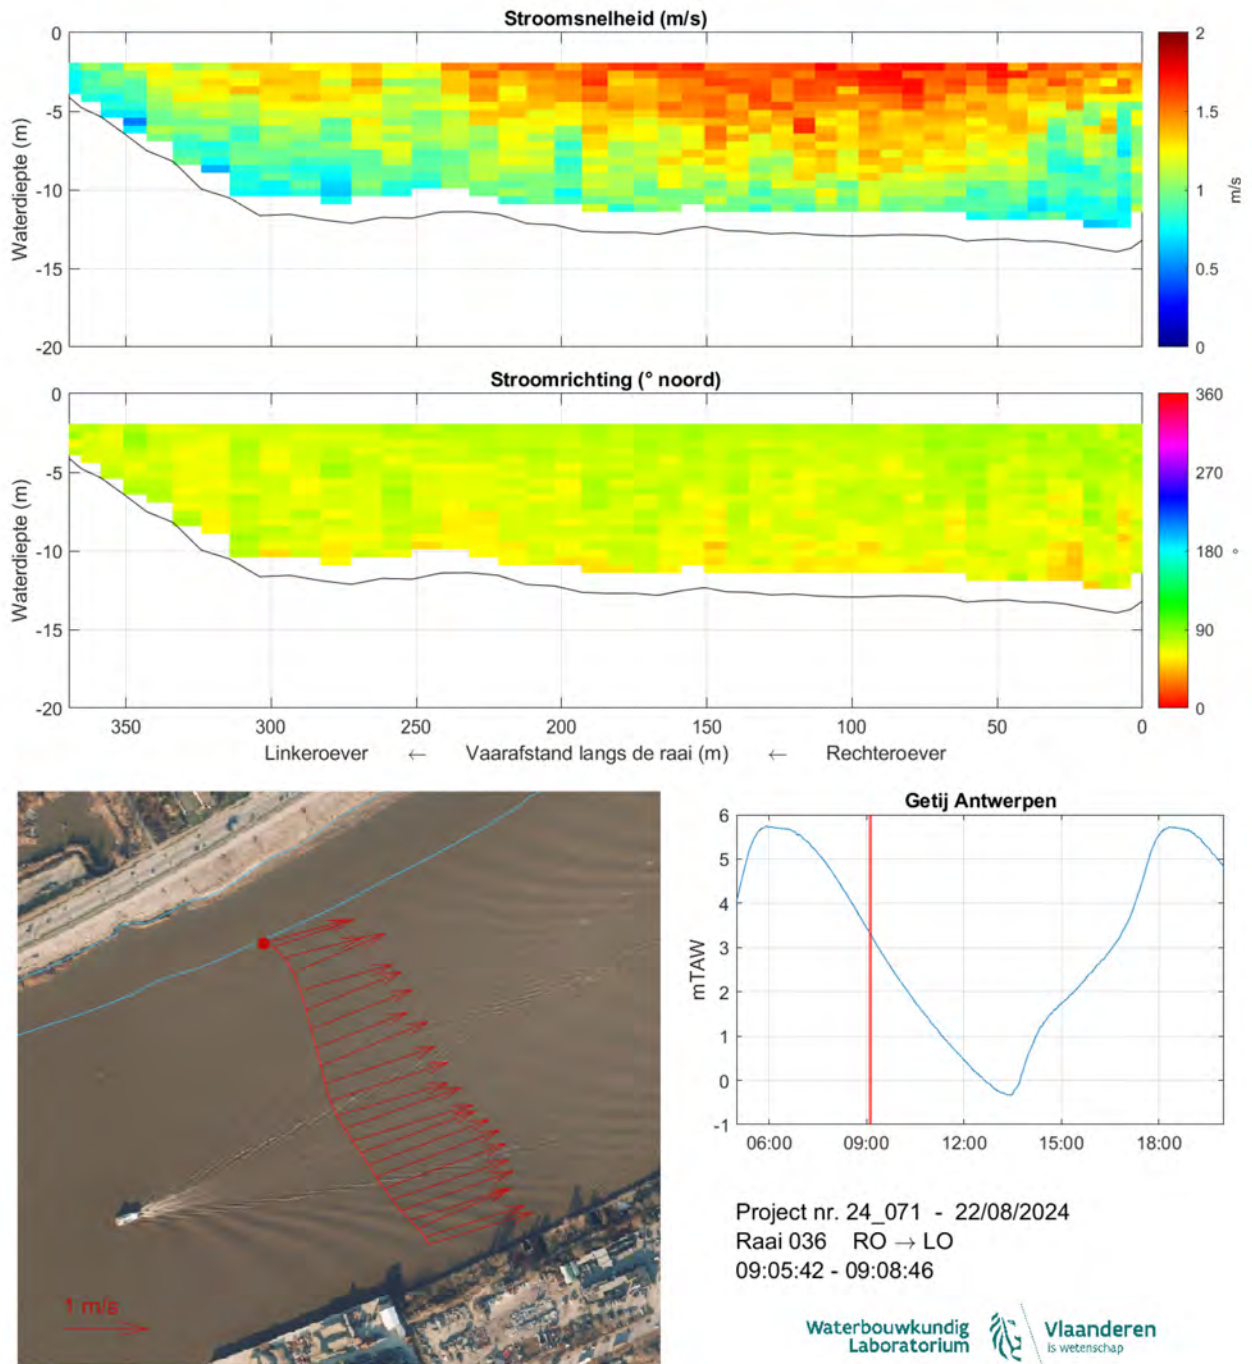 Stroomsnelheid (m/s)
0
-5
-10
-15
-20
Waterdiepte (m)
2
1.5
1
0.5
0
m/s
Stroomrichting (° noord)
0
-5
-10
-15
-20
Waterdiepte (m)
360
270
180
90
0
°
350 300 250 200 150 100 50 0
Linkeroever ← Vaarafstand langs de raai (m) ← Rechteroever
1 m/s
Getij Antwerpen
6
5
4
3
2
1
0
-1
mTAW
06:00 09:00 12:00 15:00 18:00
Project nr. 24_071 - 22/08/2024
Raai 036 RO → LO
09:05:42 - 09:08:46
Waterbouwkundig
Laboratorium
Vlaanderen
is wetenschap